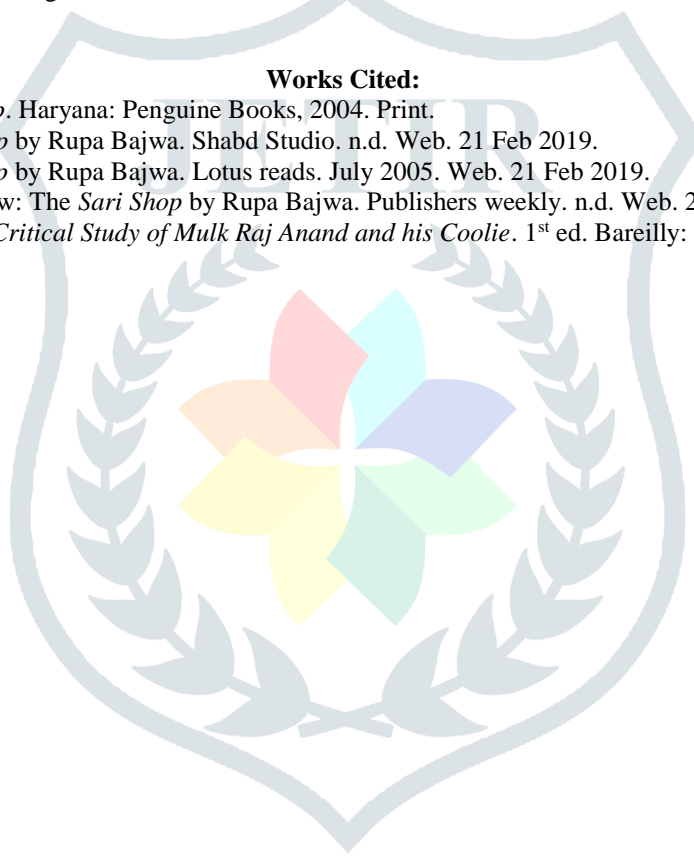 Works Cited:
p. Haryana: Penguine Books, 2004. Print.
p by Rupa Bajwa. Shabd Studio. n.d. Web. 21 Feb 2019.
p by Rupa Bajwa. Lotus reads. July 2005. Web. 21 Feb 2019.
w: The Sari Shop by Rupa Bajwa. Publishers weekly. n.d. Web. 2
Critical Study of Mulk Raj Anand and his Coolie. 1st ed. Bareilly:
JETIR